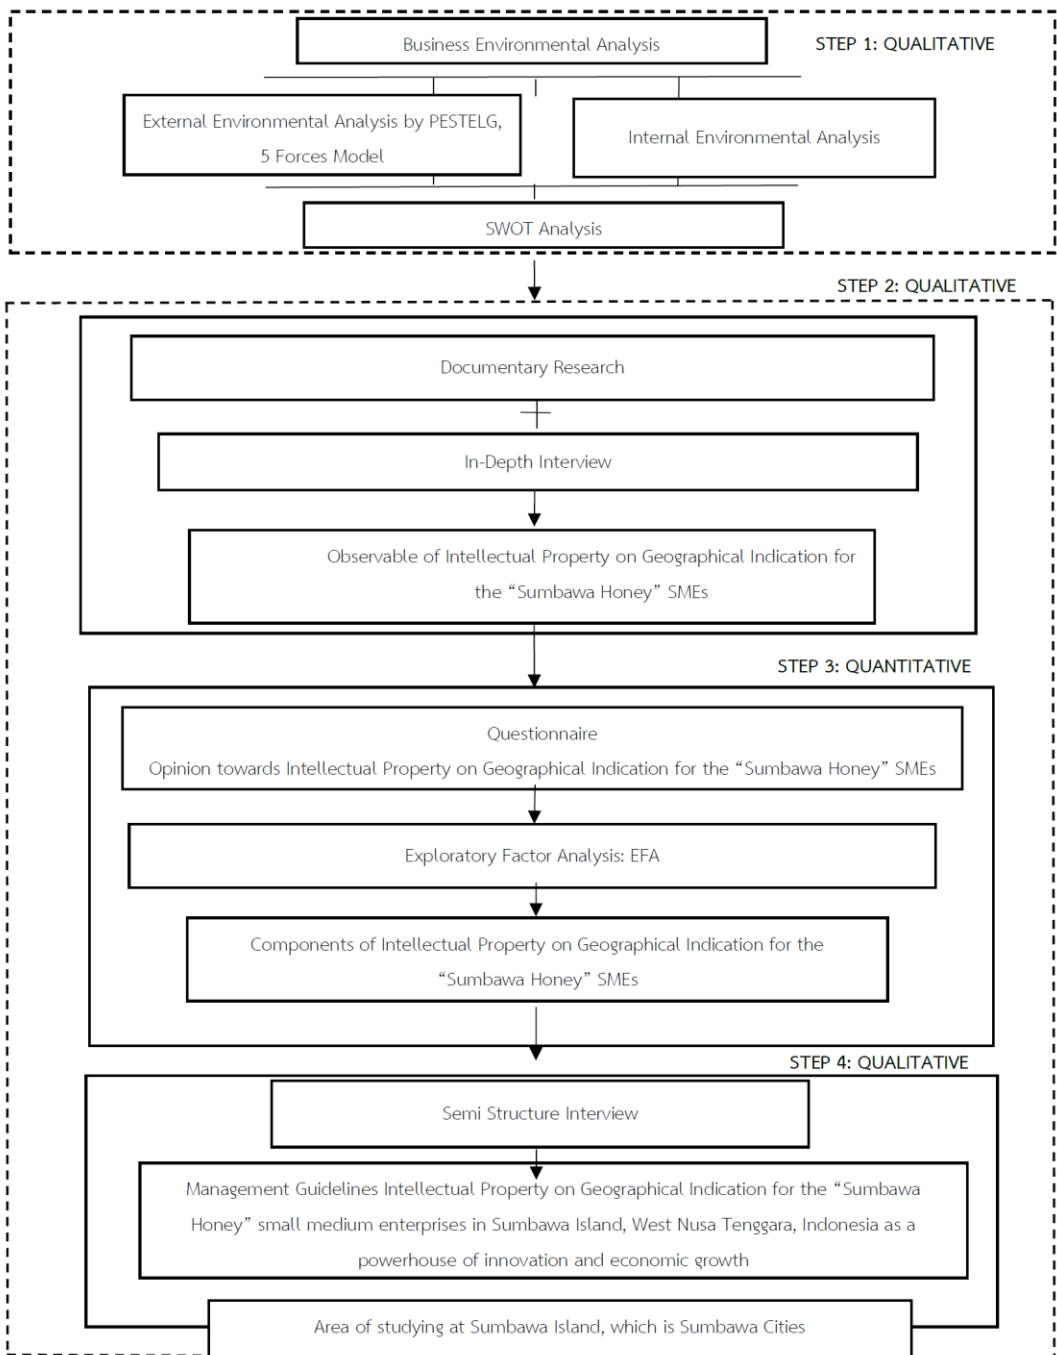 Business Environmental Analysis
STEP 1: QUALITATIVE
External Environmental Analysis by PESTELG,
5 Forces Model
Internal Environmental Analysis
SWOT Analysis
STEP 2: QUALITATIVE
Documentary Research
In-Depth Interview
Observable of Intellectual Property on Geographical Indication for
the “Sumbawa Honey” SMEs
STEP 3: QUANTITATIVE
Questionnaire
Opinion towards Intellectual Property on Geographical Indication for the “Sumbawa Honey” SMEs
Exploratory Factor Analysis: EFA
Components of Intellectual Property on Geographical Indication for the
“Sumbawa Honey” SMEs
STEP 4: QUALITATIVE
Semi Structure Interview
Management Guidelines Intellectual Property on Geographical Indication for the “Sumbawa
Honey” small medium enterprises in Sumbawa Island, West Nusa Tenggara, Indonesia as a
powerhouse of innovation and economic growth
Area of studying at Sumbawa Island, which is Sumbawa Cities